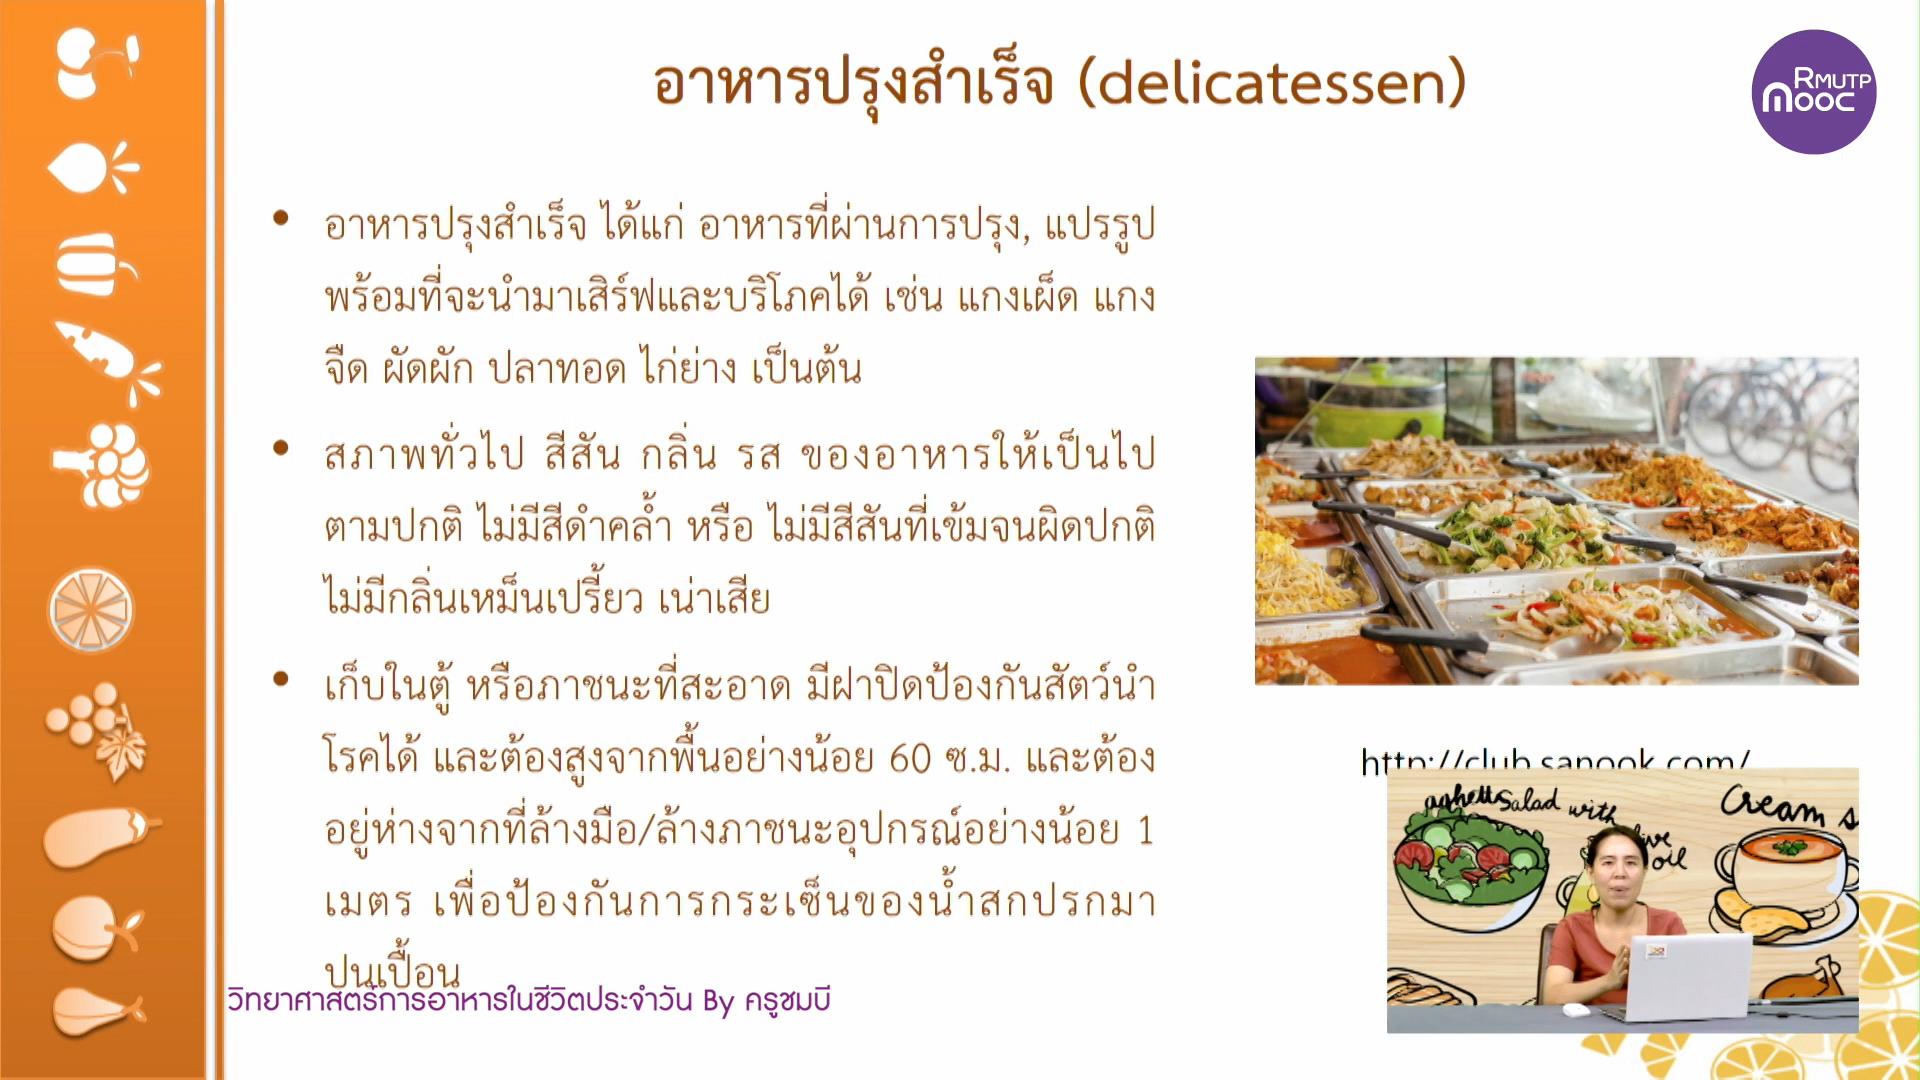 อาหารปรุงสำเร็จ (delicatessen)
RMUTP
mooc
• อาหารปรุงสำเร็จ ได้แก่ อาหารที่ผ่านการปรุง, แปรรูป
พร้อมที่จะนำมาเสิร์ฟและบริโภคได้ เช่น แกงเผ็ด แกง
จืด ผัดผัก ปลาทอด ไก่ย่าง เป็นต้น
• สภาพทั่วไป สีสัน กลิ่น รส ของอาหารให้เป็นไป
ตามปกติ ไม่มีสีดำคล้ำ หรือ ไม่มีสีสันที่เข้มจนผิดปกติ
ไม่มีกลิ่นเหม็นเปรี้ยว เน่าเสีย
• เก็บในตู้ หรือภาชนะที่สะอาด มีฝาปิดป้องกันสัตว์นำ
โรคได้ และต้องสูงจากพื้นอย่างน้อย 60 ซ.ม. และต้อง
อยู่ห่างจากที่ล้างมือ/ล้างภาชนะอุปกรณ์อย่างน้อย 1
เมตร เพื่อป้องกันการกระเซ็นของน้ำสกปรกมา
ปนเปื้อน
http://club.sanook.com/
Salad with
oil
Cream s
วิทยาศาสตร์การอาหารในชีวิตประจำวัน By ครูชมบี